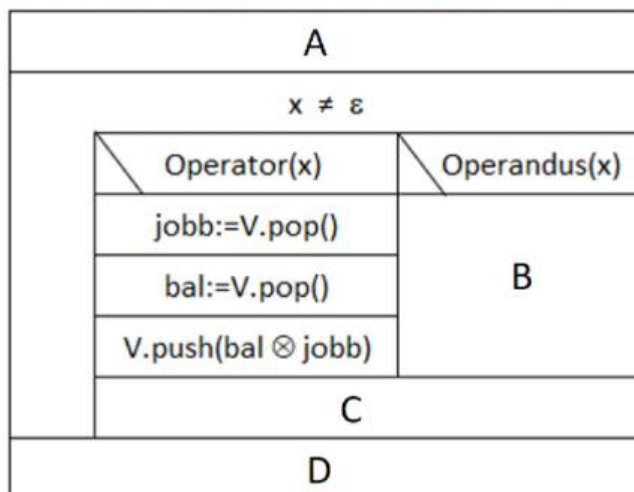 A
x ≠ ε
Operator(x) Operandus(x)
jobb:=V.pop()
bal:=V.pop()
B
V.push(bal ⊗ jobb)
C
D